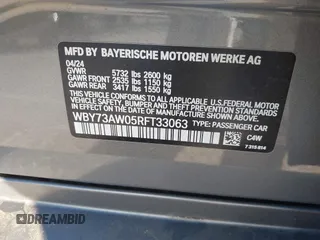 MFD BY BAYERISCHE MOTOREN WERKE AG
04/24
GVWR 5732 lbs 2600 kg
GAWR FRONT 2535 lbs 1150 kg
GAWR REAR 3417 lbs 1550 kg
THIS VEHICLE CONFORMS TO ALL APPLICABLE U.S. FEDERAL MOTOR
VEHICLE SAFETY, BUMPER, AND THEFT PREVENTION STANDARDS IN
EFFECT ON THE DATE OF MANUFACTURE SHOWN ABOVE.
WBY73AW05RFT33063
TYPE: PASSENGER CAR
C4W
DREAMBID